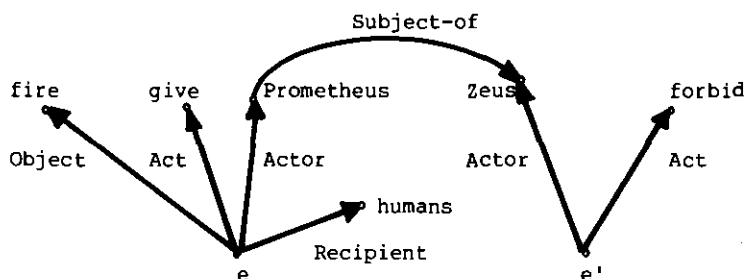 Subject-of
fire give Prometheus Zeus forbid
Object Act Actor Actor Act
humans
Recipient
e e'